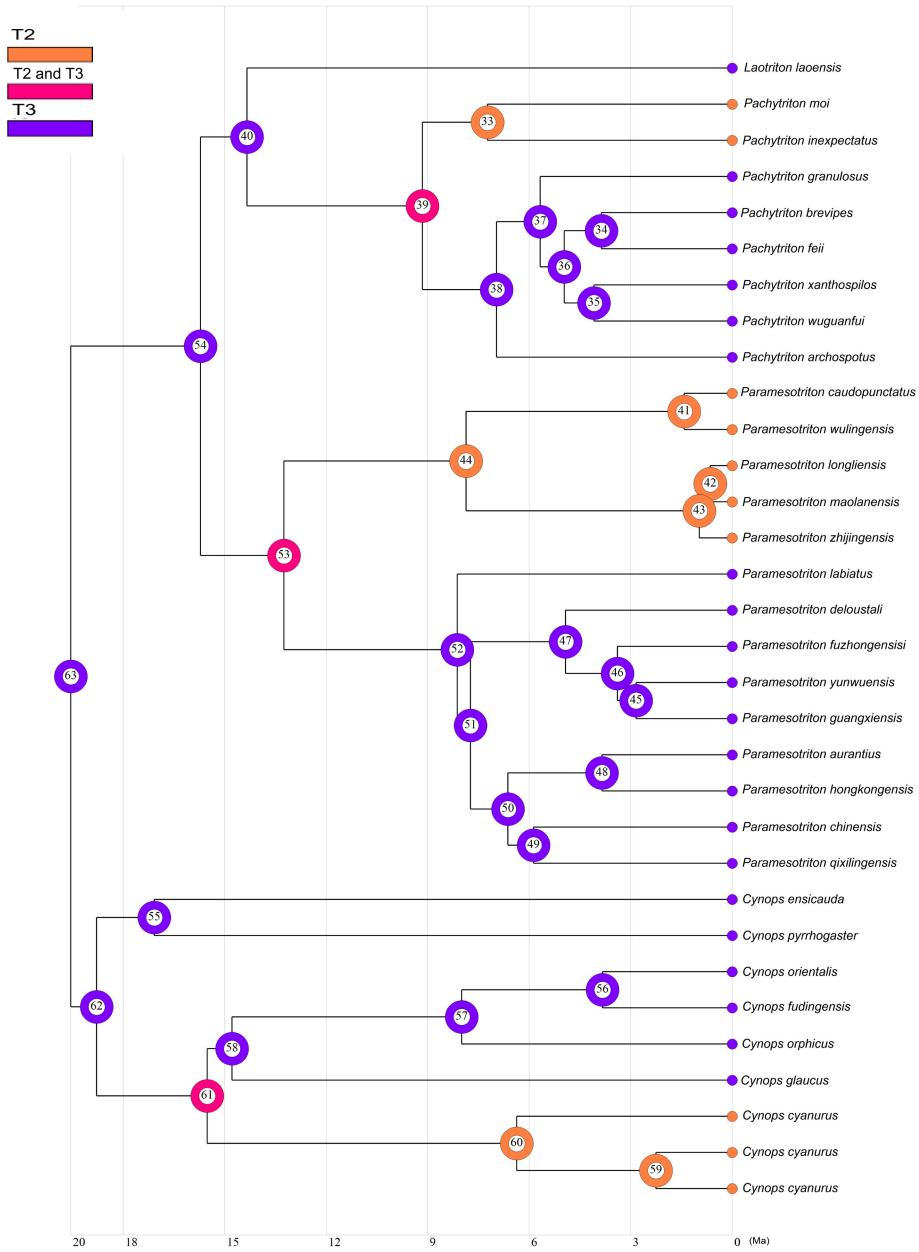 T2
T2 and T3
T3
Laotriton laoensis
Pachytriton moi
33
Pachytriton inexpectatus
40
Pachytriton granulosus
39
Pachytriton brevipes
37
34
Pachytriton feii
36
Pachytriton xanthospilos
38
35
Pachytriton wuguanfui
54
Pachytriton archospotus
Paramesotriton caudopunctatus
41
Paramesotriton wulingensis
44
Paramesotriton longliensis
42
Paramesotriton maolanensis
43
Paramesotriton zhijingensis
53
Paramesotriton labiatus
Paramesotriton deloustali
47
52
Paramesotriton fuzhongensisi
63
46
Paramesotriton yunwuensis
45
Paramesotriton guangxiensis
51
Paramesotriton aurantius
48
Paramesotriton hongkongensis
50
Paramesotriton chinensis
49
Paramesotriton qixilingensis
Cynops ensicauda
55
Cynops pyrrhogaster
Cynops orientalis
56
62
Cynops fudingensis
57
Cynops orphicus
58
Cynops glaucus
61
Cynops cyanurus
60
Cynops cyanurus
59
Cynops cyanurus
20 18 15 9 6 3 0 (Ma)